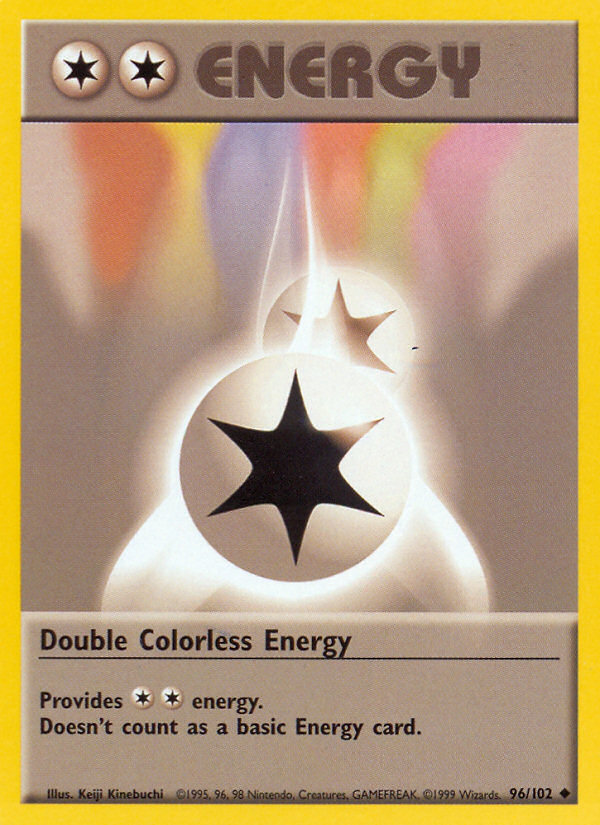 ENERGY
Double Colorless Energy
Provides energy.
Doesn't count as a basic Energy card.
Illus. Keiji Kinebuchi ©1995, 96, 98 Nintendo, Creatures, GAMEFREAK. ©1999 Wizards. 96/102